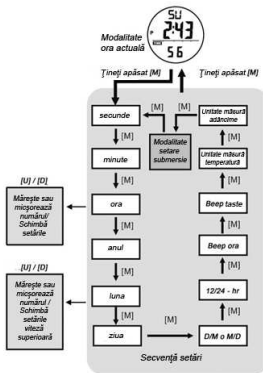 SU
P 2:43
56
Modalitate
ora actuală
Ţineţi apăsat [M]
Ţineţi apăsat [M]
secunde
[M]
minute
[M]
ora
[M]
anul
[M]
luna
[M]
ziua
[M]
D/M o M/D
[M]
12/24 - hr
[M]
Beep ora
[M]
Beep taste
[M]
Unitate măsură
temperatură
[M]
Unitate măsură
adâncime
[M]
Modalitate
setare
submersie
[M]
[U] / [D]
Măreşte sau
micşorează
numărul/
Schimbă
setările
[U] / [D]
Măreşte sau
micşorează
numărul /
Schimbă
setările
viteză
superioară
Secvenţă setări